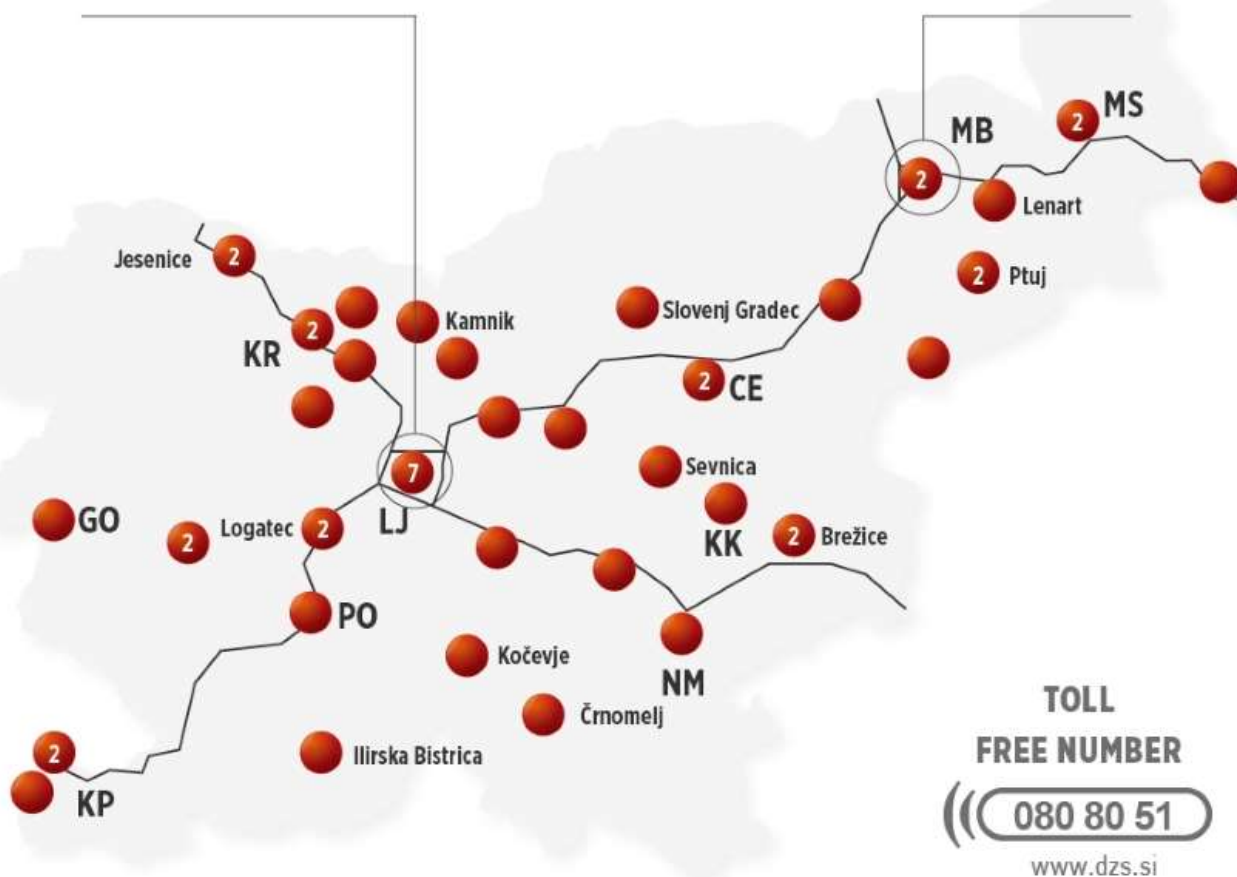 MS
2
MB
2
Lenart
Jesenice
2
2
Ptuj
2
Kamnik
Slovenj Gradec
KR
2
CE
7
Sevnica
GO
Logatec
2
2
LJ
KK
2
Brežice
PO
Kočevje
NM
Črnomelj
2
Ilirska Bistrica
KP
TOLL
FREE NUMBER
080 80 51
www.dzs.si